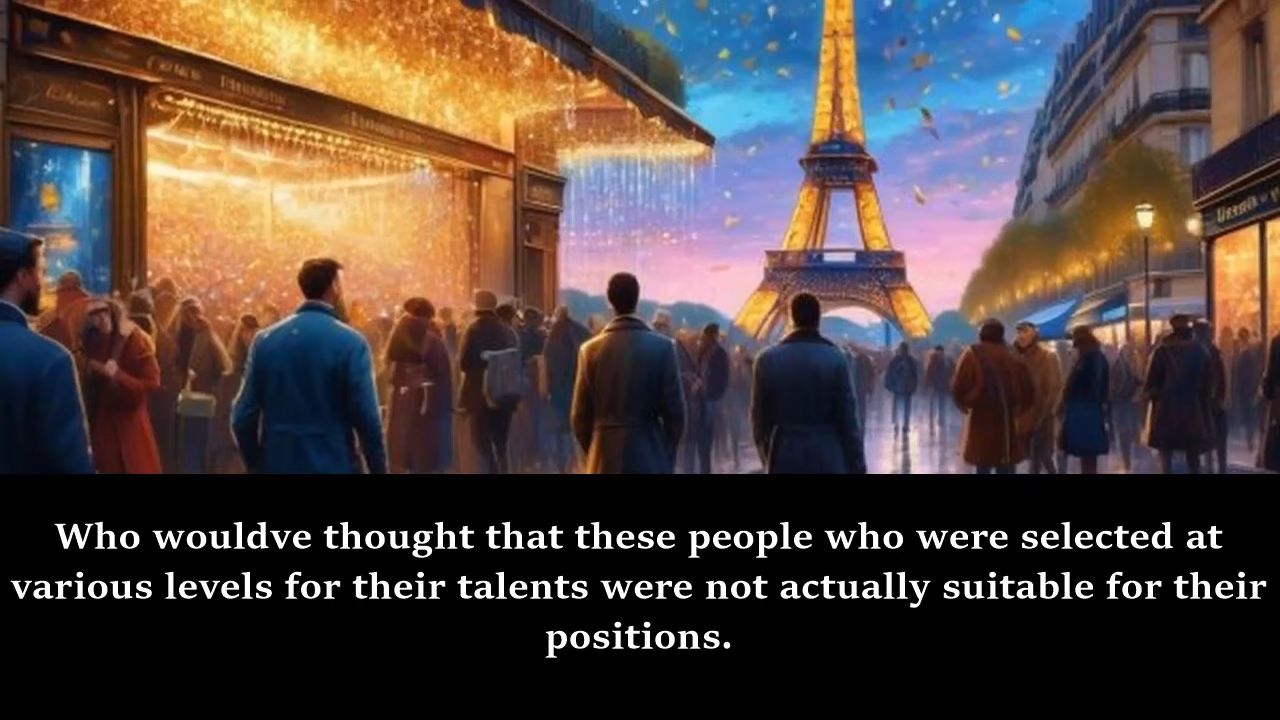 Who wouldve thought that these people who were selected at
various levels for their talents were not actually suitable for their
positions.